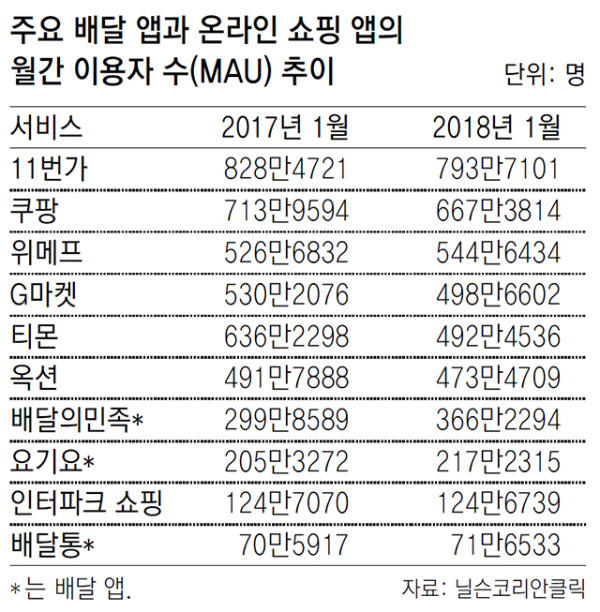 주요 배달 앱과 온라인 쇼핑 앱의
월간 이용자 수(MAU) 추이 단위: 명
서비스 2017년 1월 2018년 1월
11번가 828만4721 793만7101
쿠팡 713만9594 667만3814
위메프 526만6832 544만6434
G마켓 530만2076 498만6602
티몬 636만2298 492만4536
옥션 491만7888 473만4709
배달의민족* 299만8589 366만2294
요기요* 205만3272 217만2315
인터파크 쇼핑 124만7070 124만6739
배달통* 70만5917 71만6533
*는 배달 앱. 자료: 닐슨코리안클릭